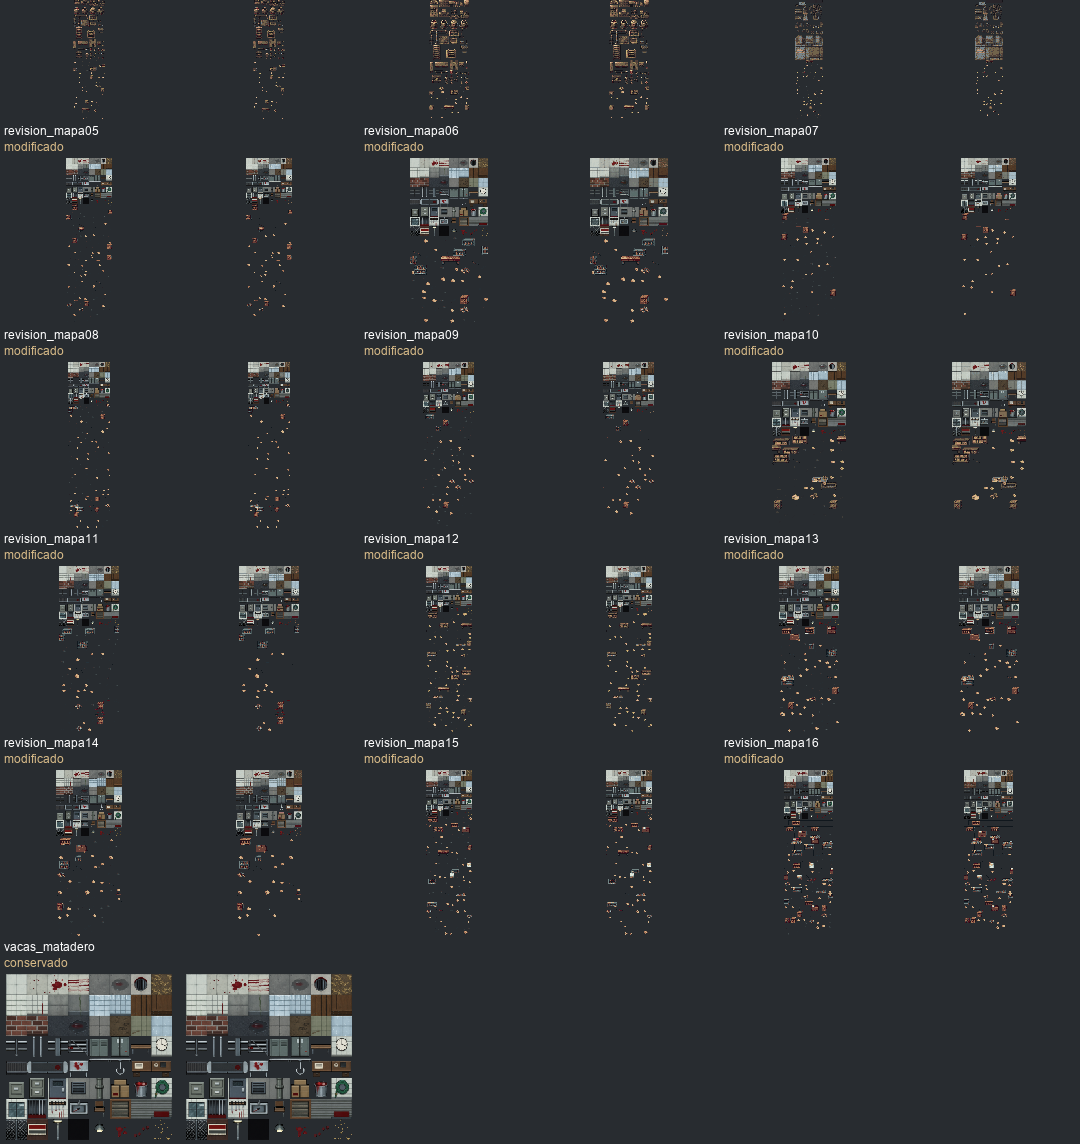 revision_mapa05 revision_mapa06 revision_mapa07
modificado modificado modificado
revision_mapa08 revision_mapa09 revision_mapa10
modificado modificado modificado
revision_mapa11 revision_mapa12 revision_mapa13
modificado modificado modificado
revision_mapa14 revision_mapa15 revision_mapa16
modificado modificado modificado
vacas_matadero
conservado